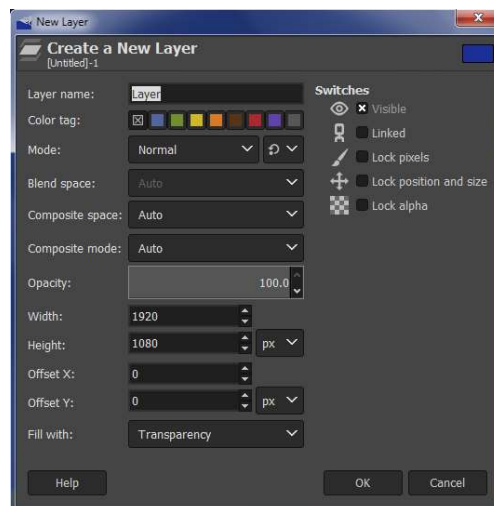 New Layer
Create a New Layer
[Untitled]-1
Layer name: Layer
Color tag:
Mode: Normal
Blend space: Auto
Composite space: Auto
Composite mode: Auto
Opacity: 100.0
Width: 1920
Height: 1080 px
Offset X: 0
Offset Y: 0 px
Fill with: Transparency
Switches
Visible
Linked
Lock pixels
Lock position and size
Lock alpha
Help OK Cancel